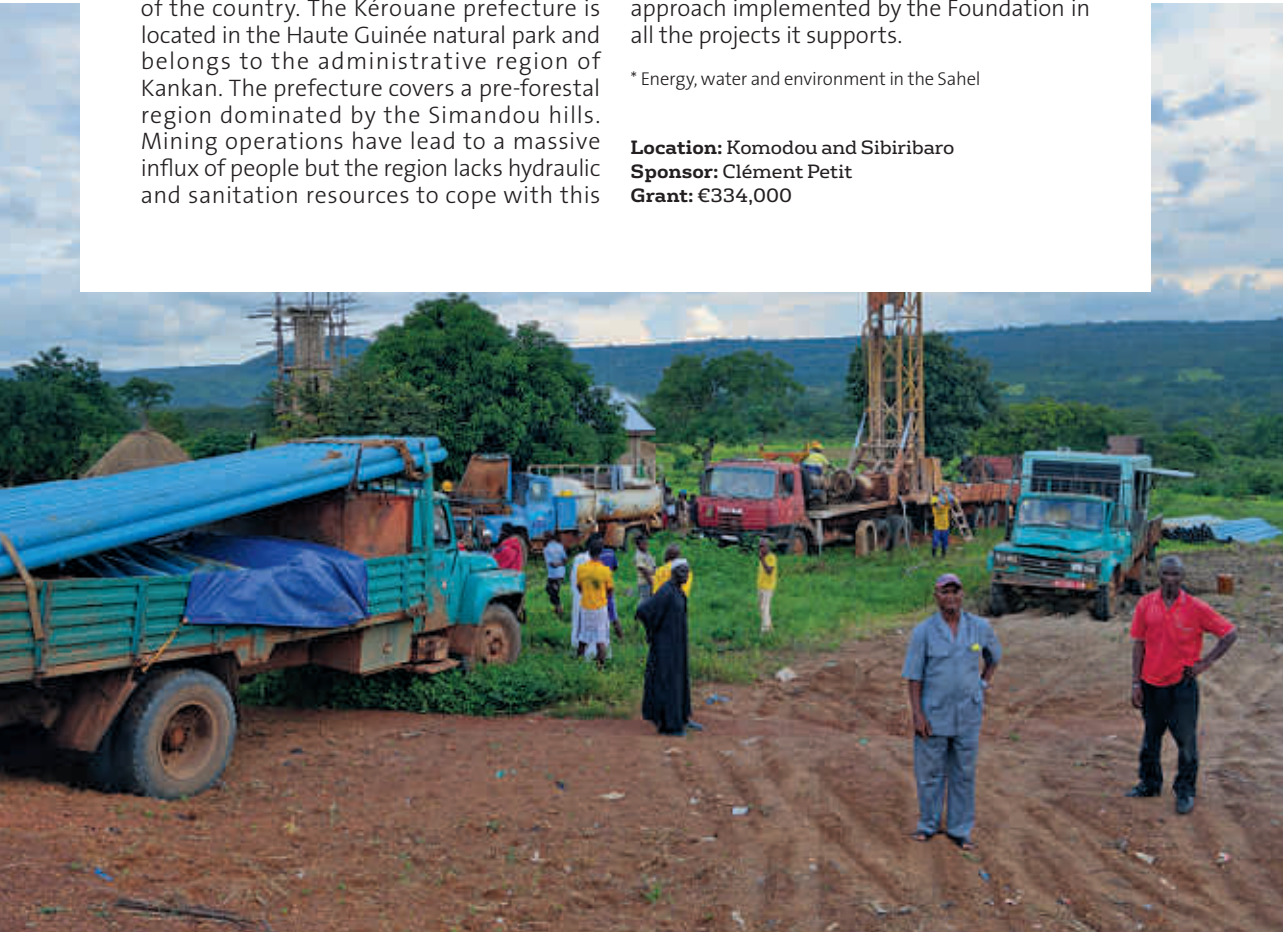 of the country. The Kérouane prefecture is
located in the Haute Guinée natural park and
belongs to the administrative region of
Kankan. The prefecture covers a pre-forestal
region dominated by the Simandou hills.
Mining operations have lead to a massive
influx of people but the region lacks hydraulic
and sanitation resources to cope with this
approach implemented by the Foundation in
all the projects it supports.
* Energy, water and environment in the Sahel
Location: Komodou and Sibiribaro
Sponsor: Clément Petit
Grant: €334,000